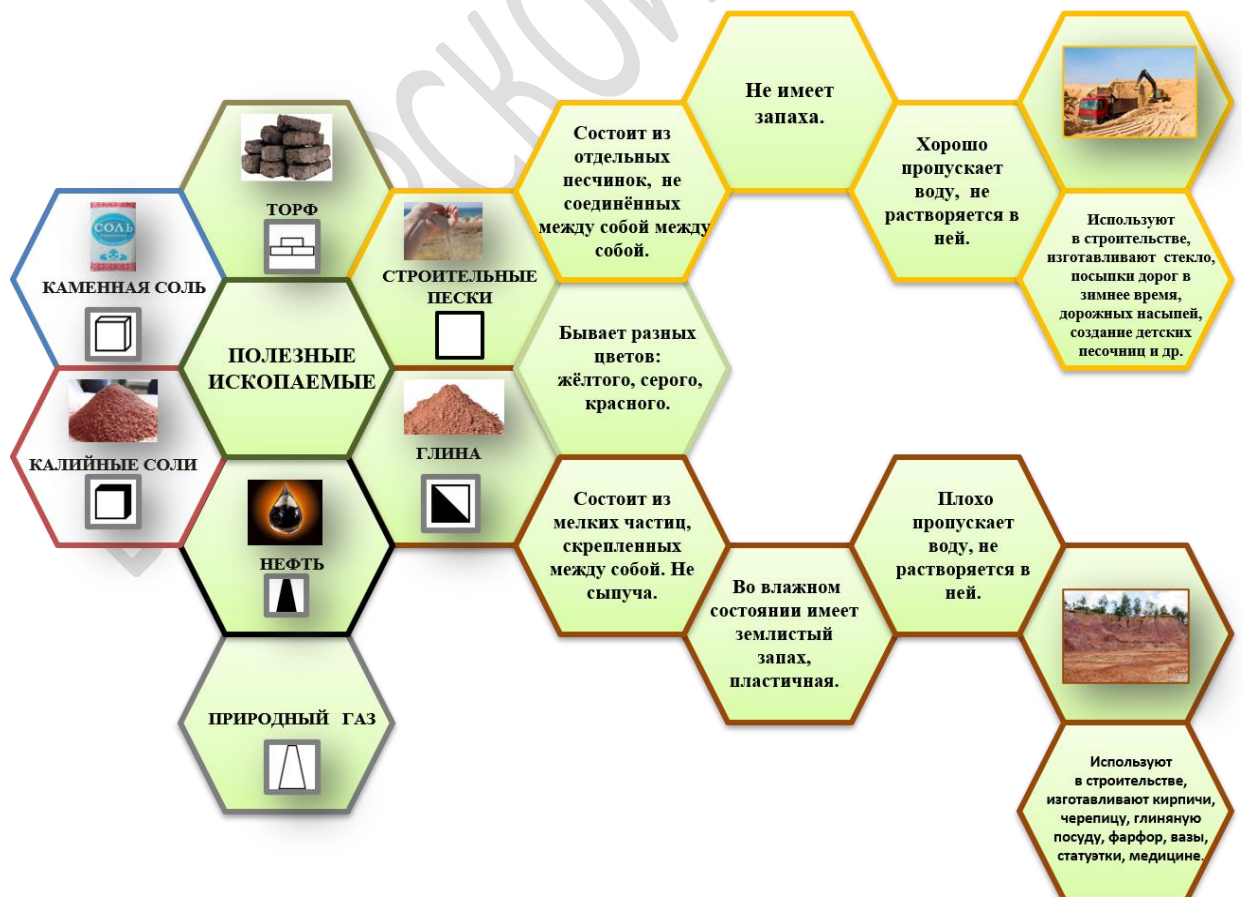 Не имеет
запаха.
Состоит из
отдельных
песчинок, не
соединённых
между собой между
собой.
Хорошо
пропускает
воду, не
растворяется в
ней.
Используют
в строительстве,
изготавливают стекло,
посыпки дорог в
зимнее время,
дорожных насыпей,
создание детских
песочниц и др.
ТОРФ
СОЛЬ
КАМЕННАЯ СОЛЬ
СТРОИТЕЛЬНЫЕ
ПЕСКИ
ПОЛЕЗНЫЕ
ИСКОПАЕМЫЕ
Бывает разных
цветов:
жёлтого, серого,
красного.
КАЛИЙНЫЕ СОЛИ
ГЛИНА
НЕФТЬ
Состоит из
мелких частиц,
скрепленных
между собой. Не
сыпуча.
Во влажном
состоянии имеет
землистый
запах,
пластичная.
Плохо
пропускает
воду, не
растворяется в
ней.
ПРИРОДНЫЙ ГАЗ
Используют
в строительстве,
изготавливают кирпичи,
черепицу, глиняную
посуду, фарфор, вазы,
статуэтки, медицине.